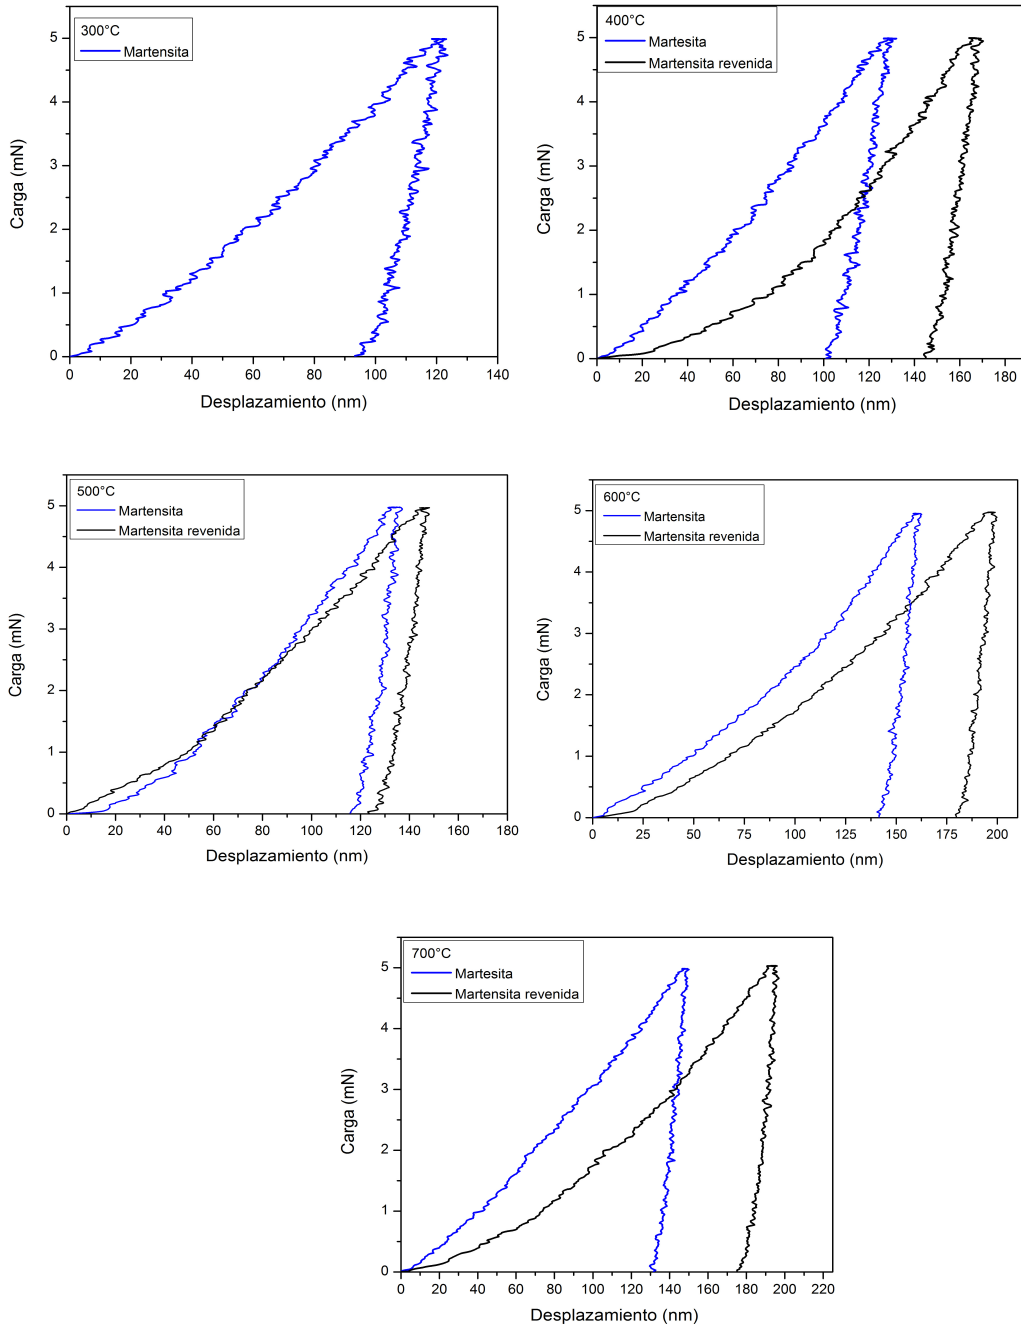 300°C
Martensita
5
4
3
2
1
0
Carga (mN)
0 20 40 60 80 100 120 140
Desplazamiento (nm)
400°C
Martesita
Martensita revenida
5
4
3
2
1
0
Carga (mN)
0 20 40 60 80 100 120 140 160 180
Desplazamiento (nm)
500°C
Martensita
Martensita revenida
5
4
3
2
1
0
Carga (mN)
0 20 40 60 80 100 120 140 160 180
Desplazamiento (nm)
600°C
Martensita
Martensita revenida
5
4
3
2
1
0
Carga (mN)
0 25 50 75 100 125 150 175 200
Desplazamiento (nm)
700°C
Martesita
Martensita revenida
5
4
3
2
1
0
Carga (mN)
0 20 40 60 80 100 120 140 160 180 200 220
Desplazamiento (nm)